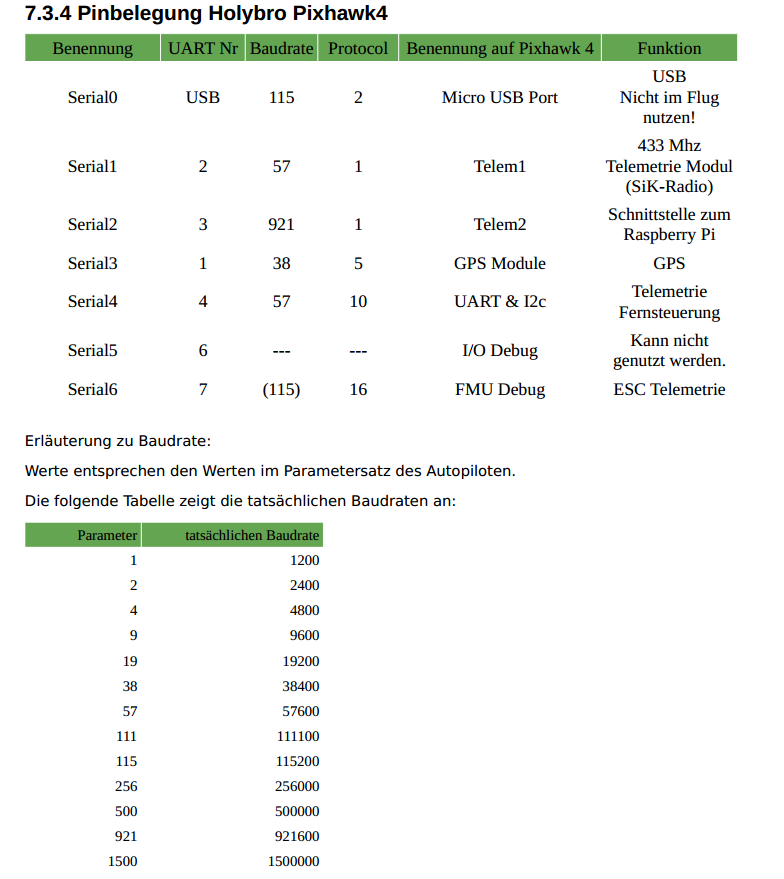 7.3.4 Pinbelegung Holybro Pixhawk4
Benennung UART Nr Baudrate Protocol Benennung auf Pixhawk 4 Funktion
Serial0 USB 115 2 Micro USB Port USB
Nicht im Flug
nutzen!
Serial1 2 57 1 Telem1 433 Mhz
Telemetrie Modul
(SiK-Radio)
Serial2 3 921 1 Telem2 Schnittstelle zum
Raspberry Pi
Serial3 1 38 5 GPS Module GPS
Serial4 4 57 10 UART & I2c Telemetrie
Fernsteuerung
Serial5 6 --- --- I/O Debug Kann nicht
genutzt werden.
Serial6 7 (115) 16 FMU Debug ESC Telemetrie
Erläuterung zu Baudrate:
Werte entsprechen den Werten im Parametersatz des Autopiloten.
Die folgende Tabelle zeigt die tatsächlichen Baudraten an:
Parameter tatsächlichen Baudrate
1 1200
2 2400
4 4800
9 9600
19 19200
38 38400
57 57600
111 111100
115 115200
256 256000
500 500000
921 921600
1500 1500000